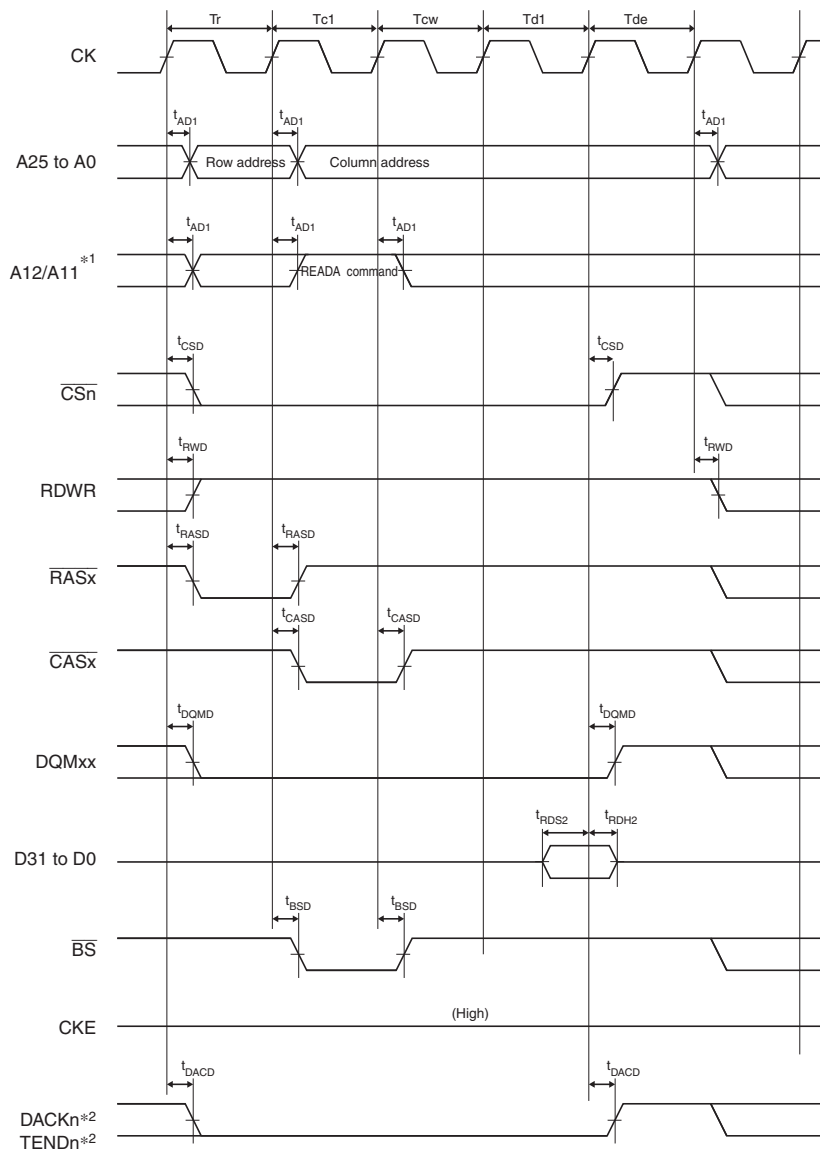 Tr Tc1 Tcw Td1 Tde
CK
tAD1 tAD1 tAD1
A25 to A0
Row address Column address
tAD1 tAD1 tAD1
A12/A11*1
READA command
tCSD tCSD
CSn
tRWD tRWD
RDWR
tRASD tRASD
RASx
tCASD tCASD
CASx
tDQMD tDQMD
DQMxx
tRDS2 tRDH2
D31 to D0
tBSD tBSD
BS
(High)
CKE
tDACD tDACD
DACKn*2
TENDn*2